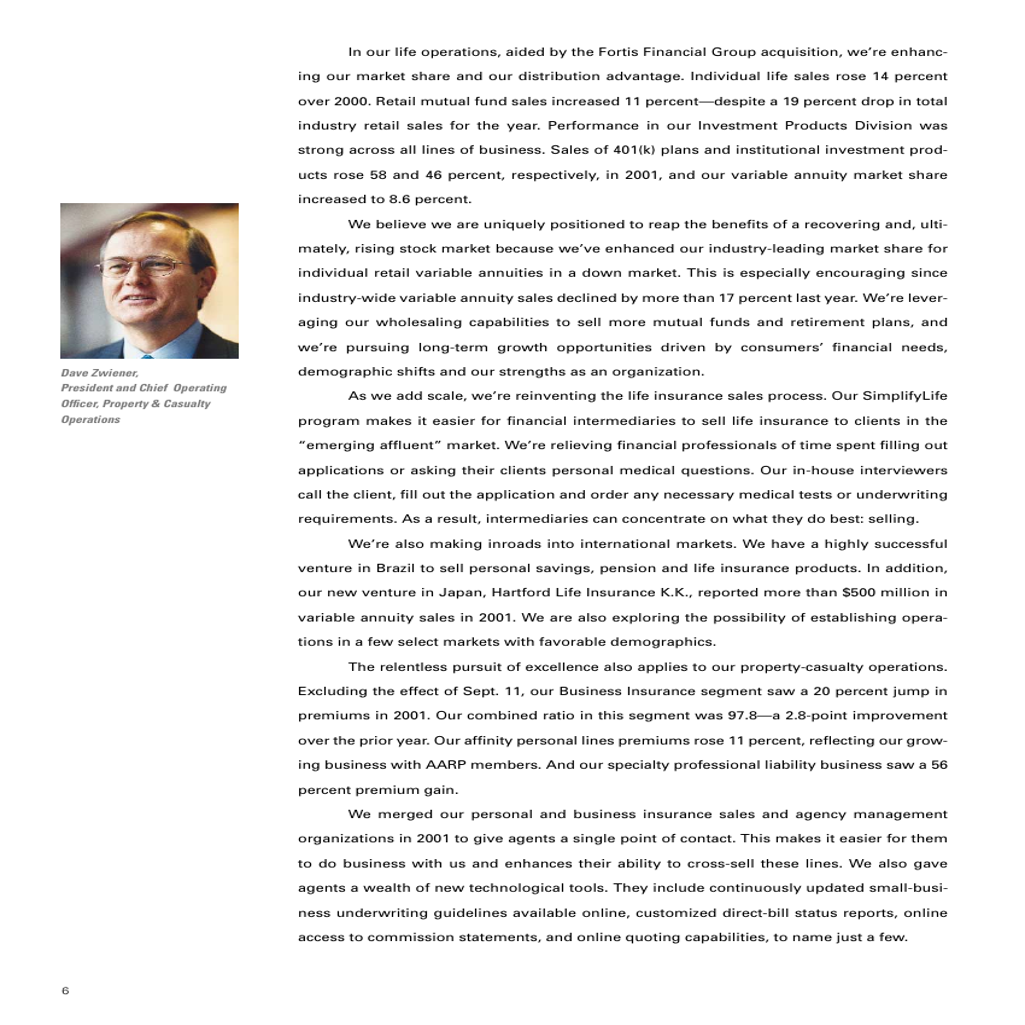 In our life operations, aided by the Fortis Financial Group acquisition, we’re enhanc-
ing our market share and our distribution advantage. Individual life sales rose 14 percent
over 2000. Retail mutual fund sales increased 11 percent—despite a 19 percent drop in total
industry retail sales for the year. Performance in our Investment Products Division was
strong across all lines of business. Sales of 401(k) plans and institutional investment prod-
ucts rose 58 and 46 percent, respectively, in 2001, and our variable annuity market share
increased to 8.6 percent.
We believe we are uniquely positioned to reap the benefits of a recovering and, ulti-
mately, rising stock market because we’ve enhanced our industry-leading market share for
individual retail variable annuities in a down market. This is especially encouraging since
industry-wide variable annuity sales declined by more than 17 percent last year. We’re lever-
aging our wholesaling capabilities to sell more mutual funds and retirement plans, and
we’re pursuing long-term growth opportunities driven by consumers’ financial needs,
demographic shifts and our strengths as an organization.
Dave Zwiener,
President and Chief Operating
Officer, Property & Casualty
Operations
As we add scale, we’re reinventing the life insurance sales process. Our SimplifyLife
program makes it easier for financial intermediaries to sell life insurance to clients in the
“emerging affluent” market. We’re relieving financial professionals of time spent filling out
applications or asking their clients personal medical questions. Our in-house interviewers
call the client, fill out the application and order any necessary medical tests or underwriting
requirements. As a result, intermediaries can concentrate on what they do best: selling.
We’re also making inroads into international markets. We have a highly successful
venture in Brazil to sell personal savings, pension and life insurance products. In addition,
our new venture in Japan, Hartford Life Insurance K.K., reported more than $500 million in
variable annuity sales in 2001. We are also exploring the possibility of establishing opera-
tions in a few select markets with favorable demographics.
The relentless pursuit of excellence also applies to our property-casualty operations.
Excluding the effect of Sept. 11, our Business Insurance segment saw a 20 percent jump in
premiums in 2001. Our combined ratio in this segment was 97.8—a 2.8-point improvement
over the prior year. Our affinity personal lines premiums rose 11 percent, reflecting our grow-
ing business with AARP members. And our specialty professional liability business saw a 56
percent premium gain.
We merged our personal and business insurance sales and agency management
organizations in 2001 to give agents a single point of contact. This makes it easier for them
to do business with us and enhances their ability to cross-sell these lines. We also gave
agents a wealth of new technological tools. They include continuously updated small-busi-
ness underwriting guidelines available online, customized direct-bill status reports, online
access to commission statements, and online quoting capabilities, to name just a few.
6